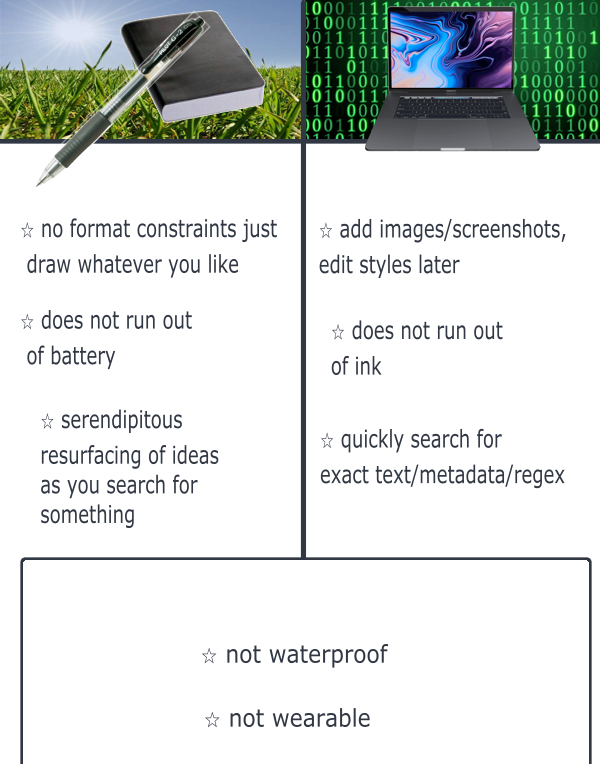 ☆ no format constraints just
draw whatever you like
☆ does not run out
of battery
☆ serendipitous
resurfacing of ideas
as you search for
something
☆ add images/screenshots,
edit styles later
☆ does not run out
of ink
☆ quickly search for
exact text/metadata/regex
☆ not waterproof
☆ not wearable